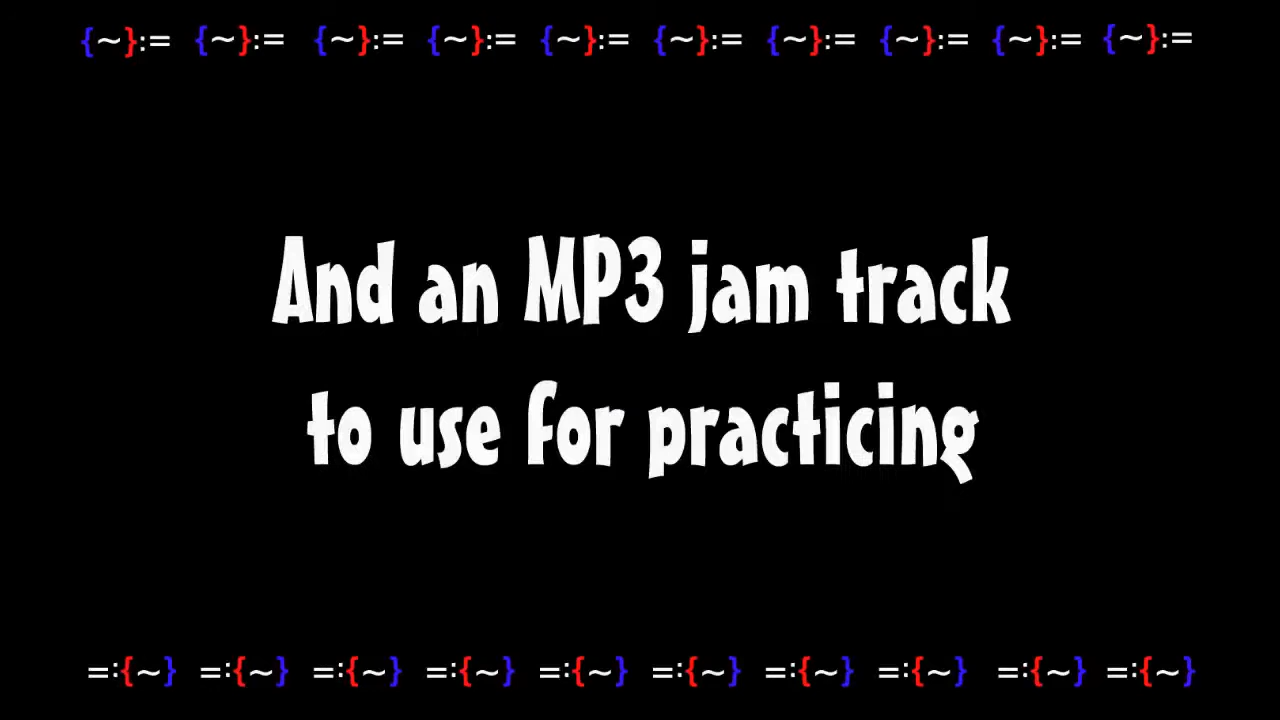 {~}:= {~}:= {~}:= {~}:= {~}:= {~}:= {~}:= {~}:= {~}:= {~}:=
And an MP3 jam track
to use for practicing
=:{~} =:{~} =:{~} =:{~} =:{~} =:{~} =:{~} =:{~} =:{~} =:{~}